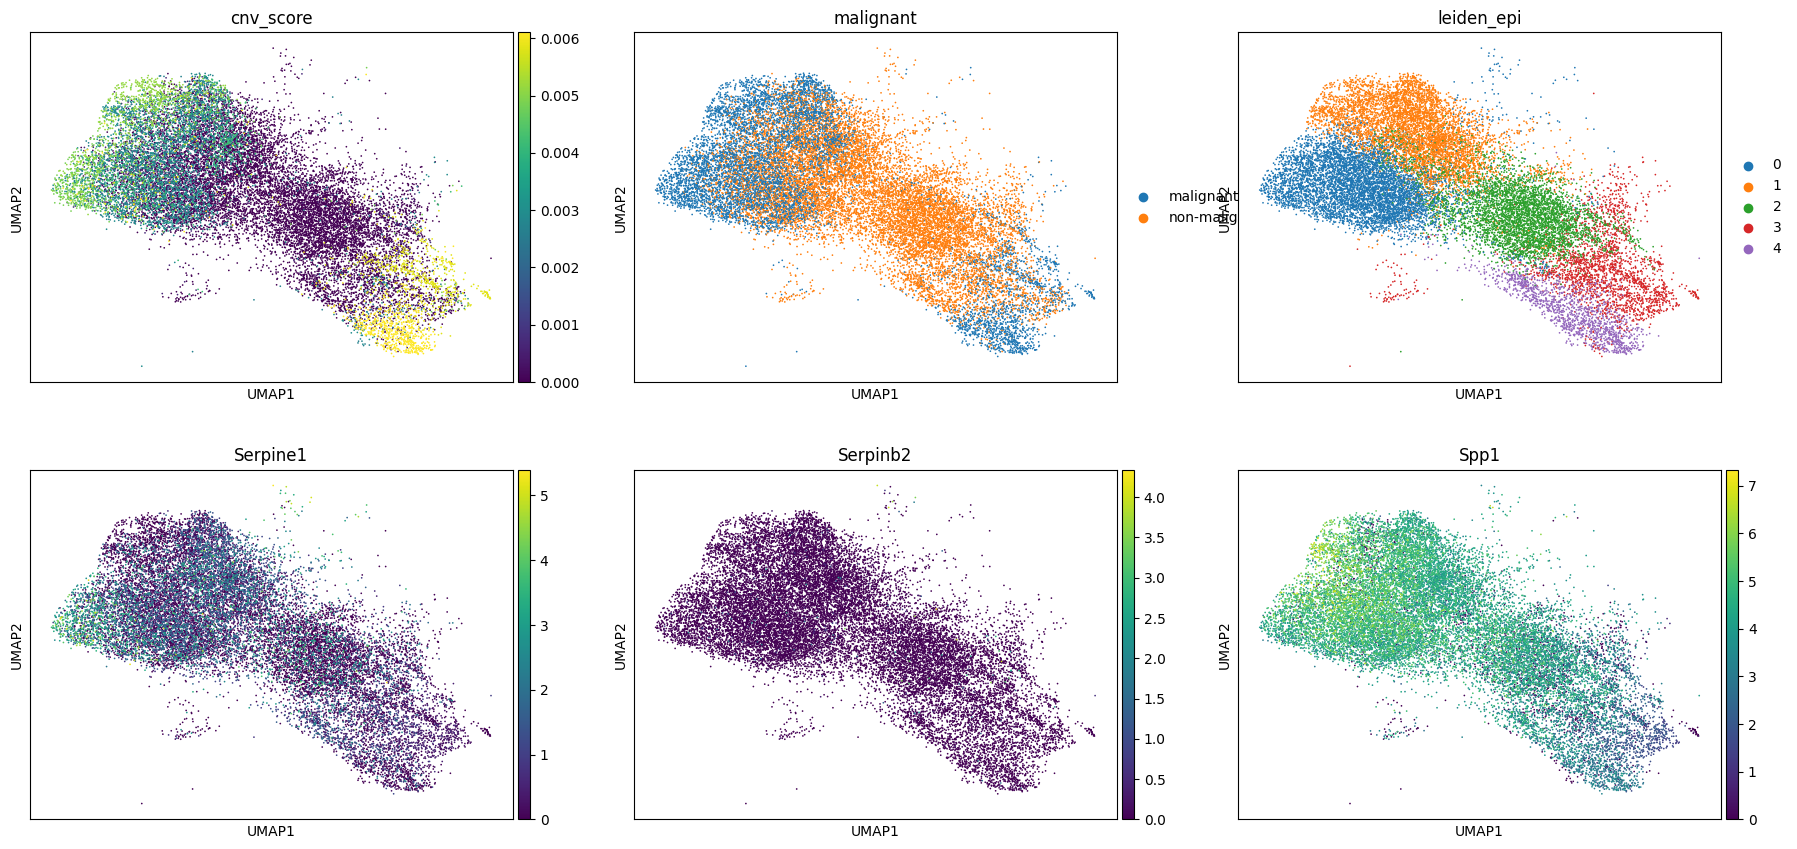 cnv_score
malignant
leiden_epi
0.006
0.005
0.004
0.003
0.002
0.001
0.000
malignant
non-malig
0
1
2
3
4
UMAP2
UMAP2
UMAP2
UMAP1
UMAP1
UMAP1
Serpine1
Serpinb2
Spp1
5
4
3
2
1
0
4.0
3.5
3.0
2.5
2.0
1.5
1.0
0.5
0.0
7
6
5
4
3
2
1
0
UMAP2
UMAP2
UMAP2
UMAP1
UMAP1
UMAP1